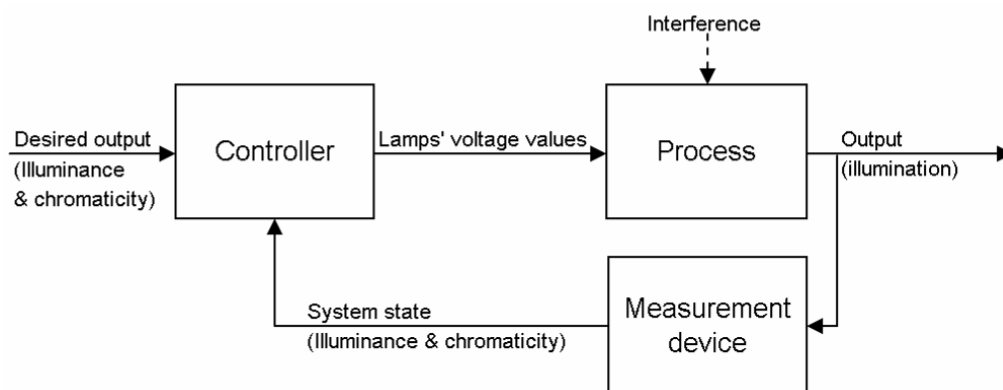 Interference
Desired output
(Illuminance
& chromaticity)
Controller
Lamps' voltage values
Process
Output
(illumination)
System state
(Illuminance & chromaticity)
Measurement
device